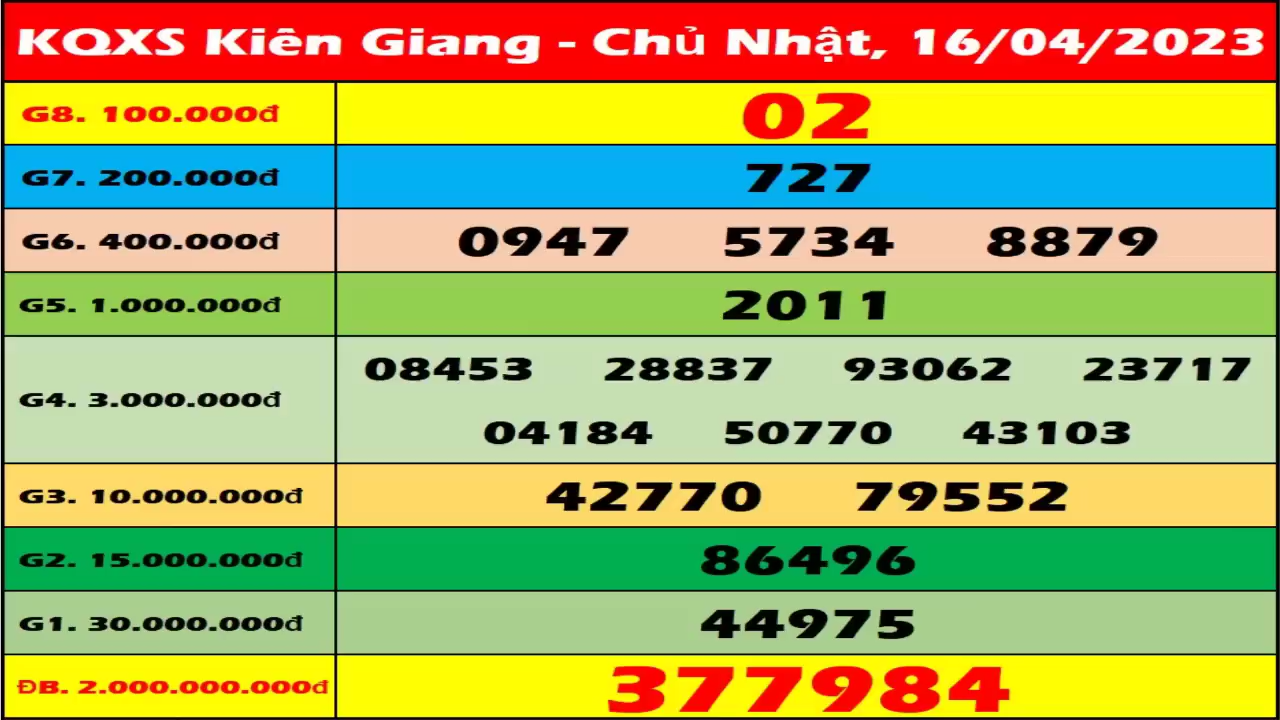 KQXS Kiên Giang - Chủ Nhật, 16/04/2023
G8. 100.000đ 02
G7. 200.000đ 727
G6. 400.000đ 0947 5734 8879
G5. 1.000.000đ 2011
G4. 3.000.000đ 08453 28837 93062 23717
04184 50770 43103
G3. 10.000.000đ 42770 79552
G2. 15.000.000đ 86496
G1. 30.000.000đ 44975
ĐB. 2.000.000.000đ 377984